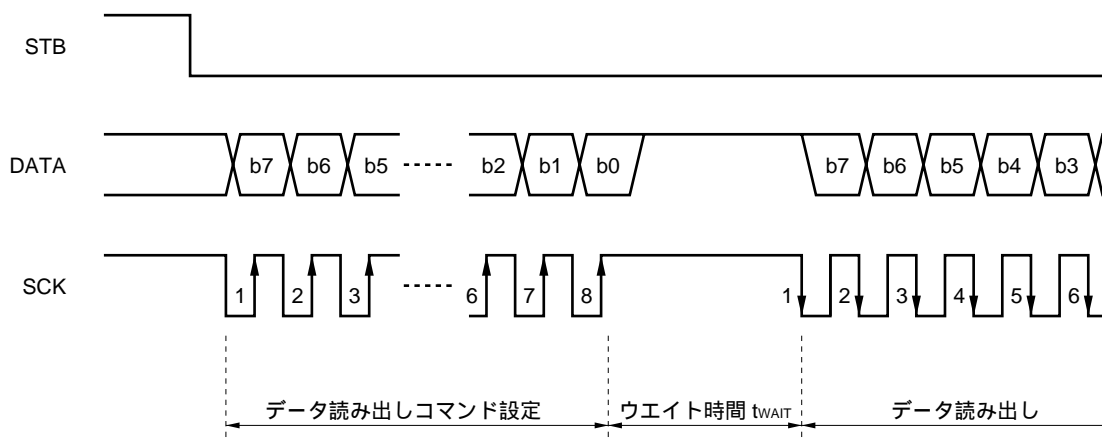 STB
DATA b7 b6 b5 b2 b1 b0 b7 b6 b5 b4 b3
SCK 1 2 3 6 7 8 1 2 3 4 5 6
データ読み出しコマンド設定 ウエイト時間 tWAIT データ読み出し